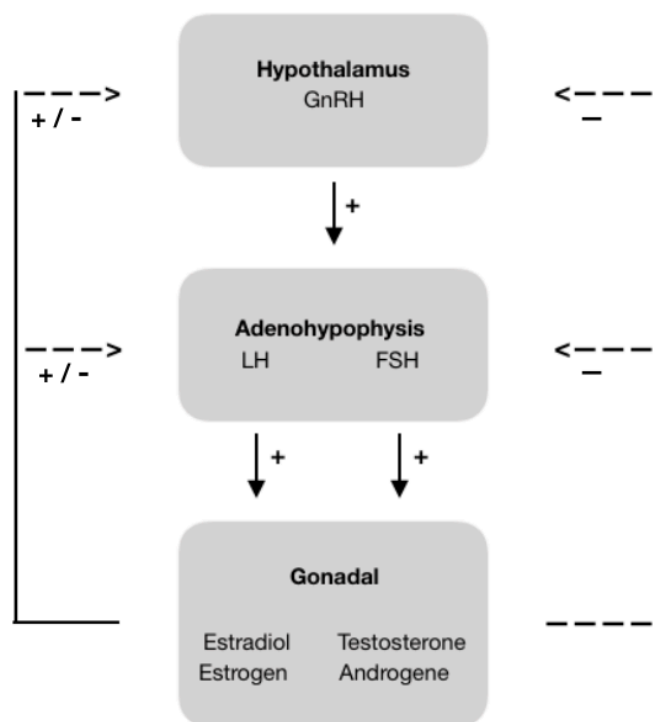 Hypothalamus
GnRH
+ / -
–
+
Adenohypophysis
LH FSH
+ / -
–
+ +
Gonadal
Estradiol Testosterone
Estrogen Androgene